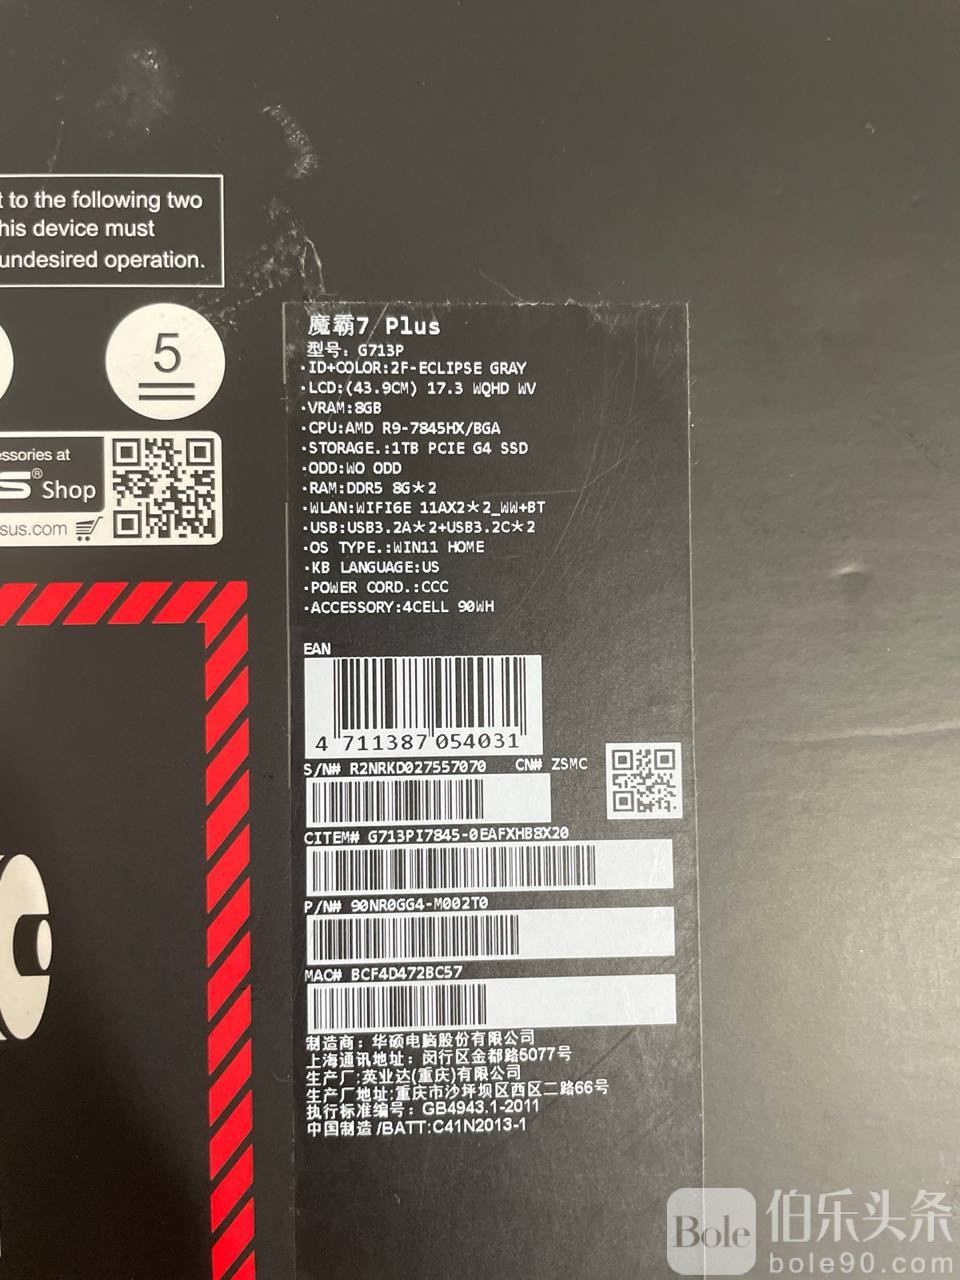 t to the following two
his device must
undesired operation.
5
essories at
S® Shop
sus.com
魔霸7 Plus
型号: G713P
·ID+COLOR:2F-ECLIPSE GRAY
·LCD:(43.9CM) 17.3 WQHD WV
·VRAM:8GB
·CPU:AMD R9-7845HX/BGA
·STORAGE.:1TB PCIE G4 SSD
·ODD:WO ODD
·RAM:DDR5 8G*2
·WLAN:WIFI6E 11AX2*2_WW+BT
·USB:USB3.2A*2+USB3.2C*2
·OS TYPE.:WIN11 HOME
·KB LANGUAGE:US
·POWER CORD.:CCC
·ACCESSORY:4CELL 90WH
EAN
4 711387 054031
S/N# R2NRKD027557070 CN# ZSMC
CITEM# G713PI7845-0EAFXHB8X20
P/N# 90NR0GG4-M002T0
MAC# BCF4D472BC57
制造商: 华硕电脑股份有限公司
上海通讯地址: 闵行区金都路5077号
生产厂:英业达(重庆)有限公司
生产厂地址:重庆市沙坪坝区西区二路66号
执行标准编号: GB4943.1-2011
中国制造 /BATT:C41N2013-1
Bole 伯乐头条
bole90.com